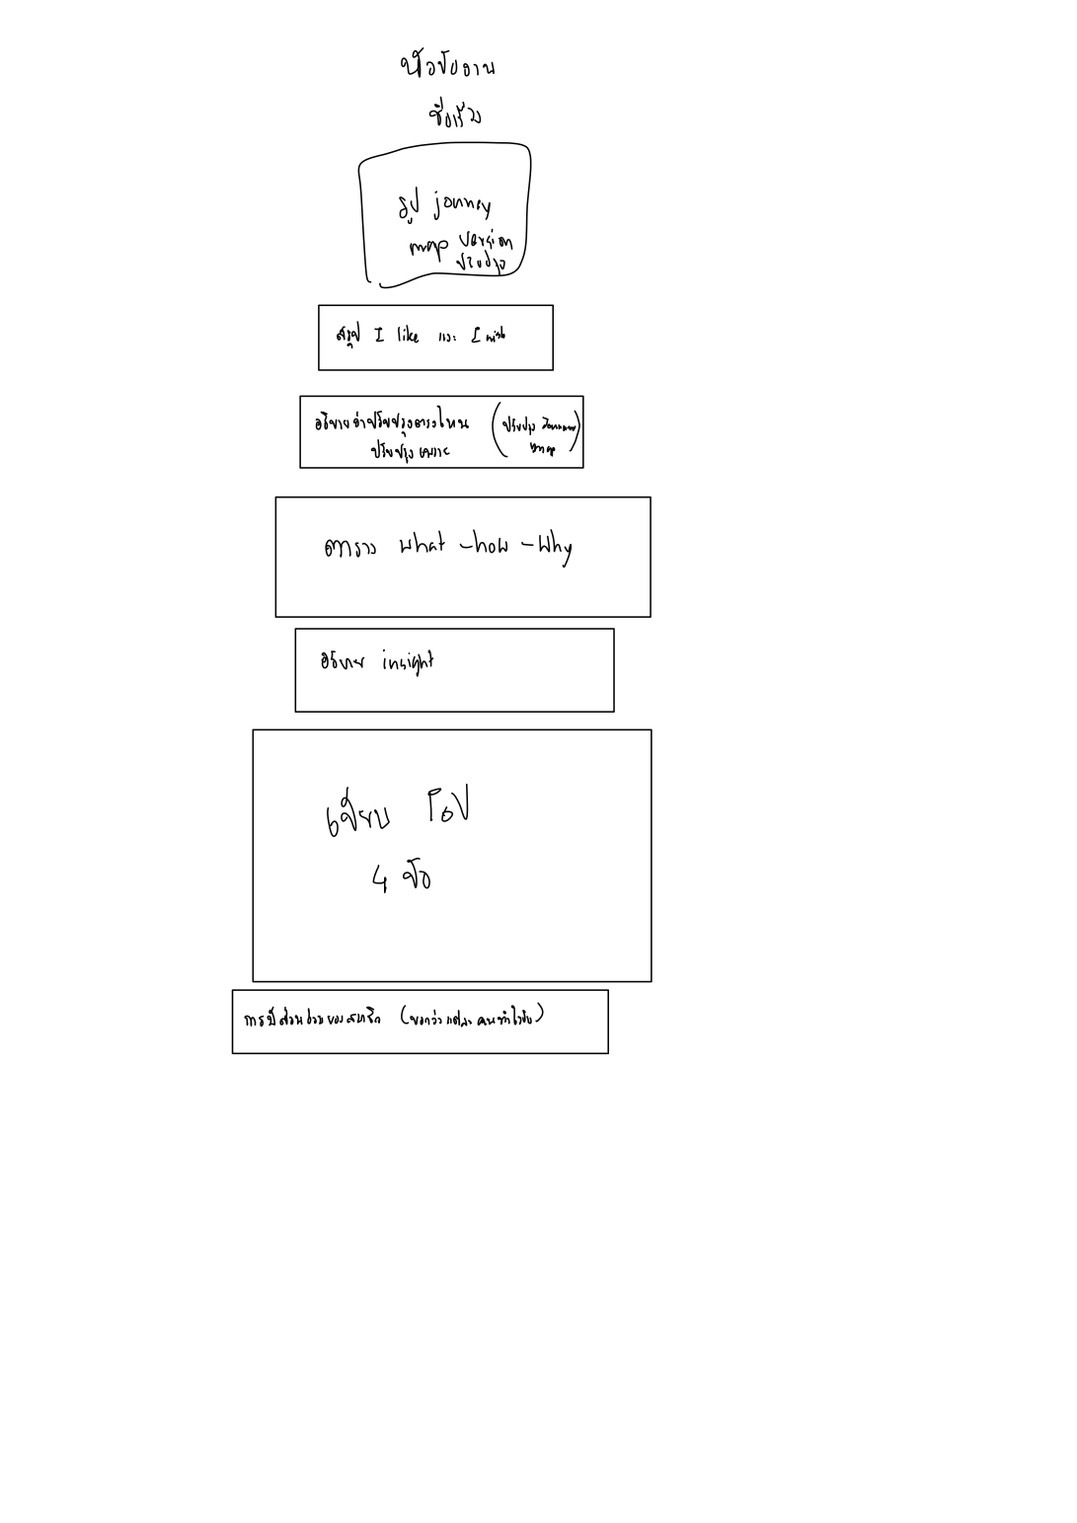 หัวข้องาน
ชื่อเรื่อง
รูป journey
map version
ปรับปรุง
สรุป I like และ I wish
อธิบายว่าปรับปรุงตรงไหน (ปรับปรุง Journey
ปรับปรุงเพราะ map)
ตาราง what - how - Why
อธิบาย insight
เขียน POV
4 ข้อ
การมีส่วนร่วมของสมาชิก (บอกว่าแต่ละคนทำไรบ้าง)